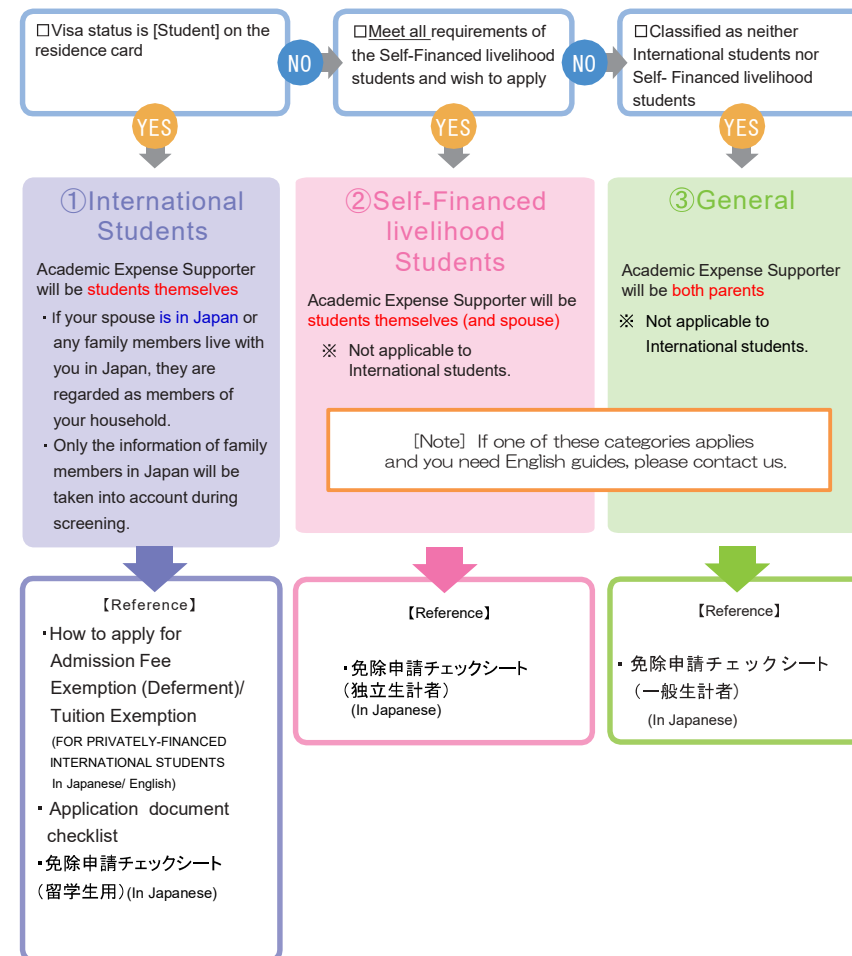 □Visa status is [Student] on the
residence card
NO
□Meet all requirements of
the Self-Financed livelihood
students and wish to apply
NO
□Classified as neither
International students nor
Self- Financed livelihood
students
YES
YES
YES
①International
Students
Academic Expense Supporter
will be students themselves
・If your spouse is in Japan or
any family members live with
you in Japan, they are
regarded as members of
your household.
・Only the information of family
members in Japan will be
taken into account during
screening.
②Self-Financed
livelihood
Students
Academic Expense Supporter will be
students themselves (and spouse)
※ Not applicable to
International students.
③General
Academic Expense Supporter
will be both parents
※ Not applicable to
International students.
[Note] If one of these categories applies
and you need English guides, please contact us.
【Reference】
・How to apply for
Admission Fee
Exemption (Deferment)/
Tuition Exemption
(FOR PRIVATELY-FINANCED
INTERNATIONAL STUDENTS
In Japanese/ English)
・Application document
checklist
・免除申請チェックシート
（留学生用）(In Japanese)
【Reference】
・免除申請チェックシート
（独立生計者）
(In Japanese)
【Reference】
・免除申請チェックシート
（一般生計者）
(In Japanese)